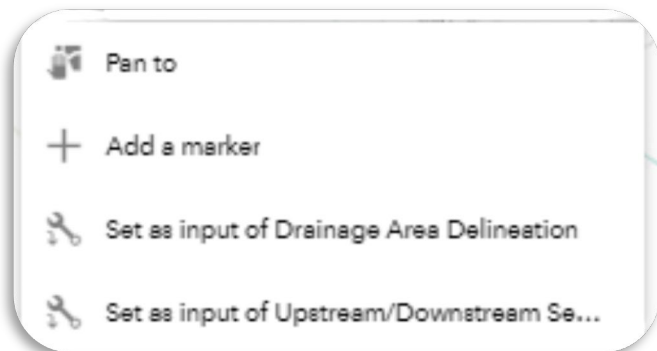 Pan to
Add a marker
Set as input of Drainage Area Delineation
Set as input of Upstream/Downstream Se...